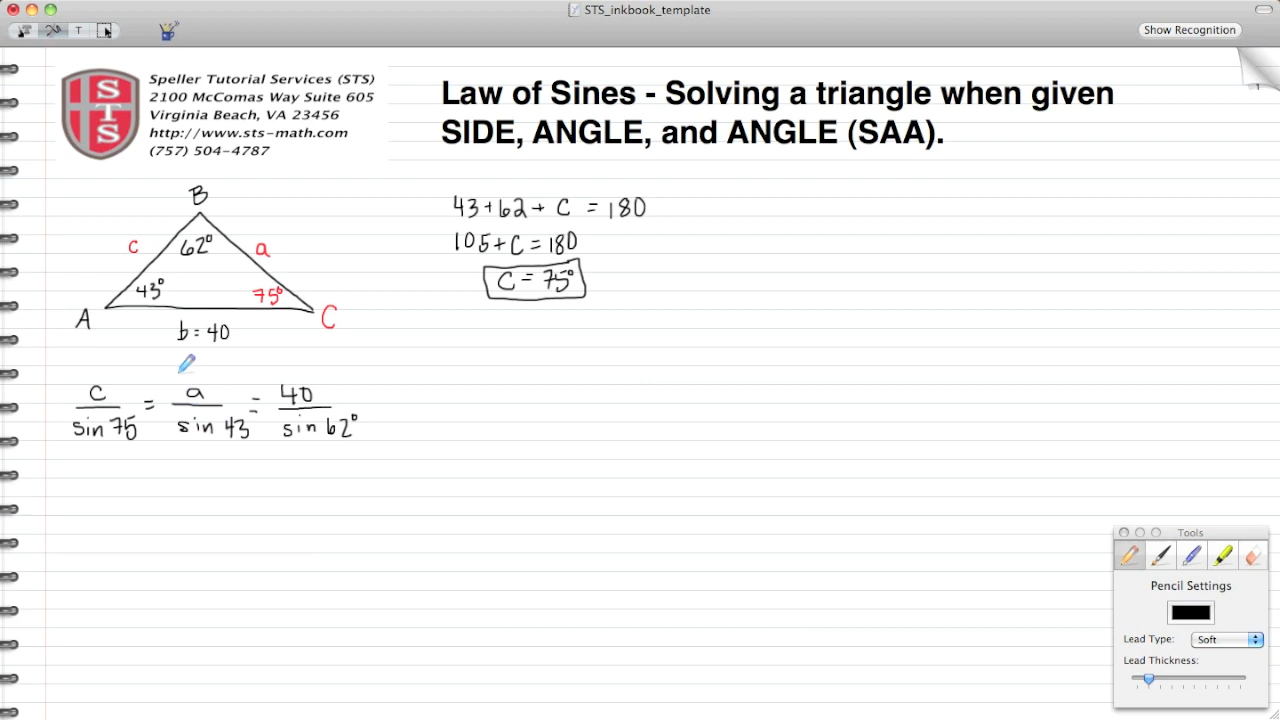 STS_inkbook_template
T
Show Recognition
STS
Speller Tutorial Services (STS)
2100 McComas Way Suite 605
Virginia Beach, VA 23456
http://www.sts-math.com
(757) 504-4787
Law of Sines - Solving a triangle when given
SIDE, ANGLE, and ANGLE (SAA).
1
B
c
62°
a
43°
75°
A
C
b = 40
43 + 62 + C = 180
105 + C = 180
C = 75°
c/sin 75 = a/sin 43 = 40/sin 62°
Tools
Pencil Settings
Lead Type: Soft
Lead Thickness: